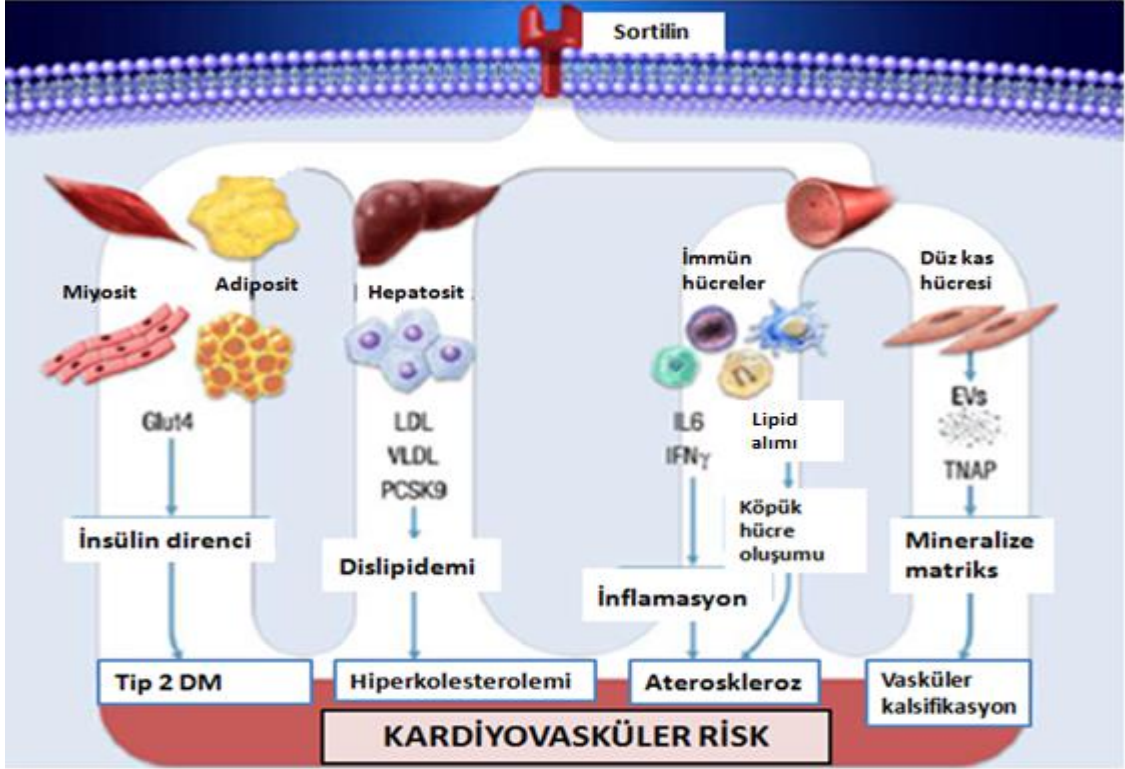 Sortilin
Miyosit
Adiposit
Hepatosit
İmmün
hücreler
Düz kas
hücresi
Glut4
LDL
VLDL
PCSK9
IL6
IFNγ
Lipid
alımı
EVs
TNAP
İnsülin direnci
Dislipidemi
Köpük
hücre
oluşumu
İnflamasyon
Mineralize
matriks
Tip 2 DM
Hiperkolesterolemi
Ateroskleroz
Vasküler
kalsifikasyon
KARDİYOVASKÜLER RİSK